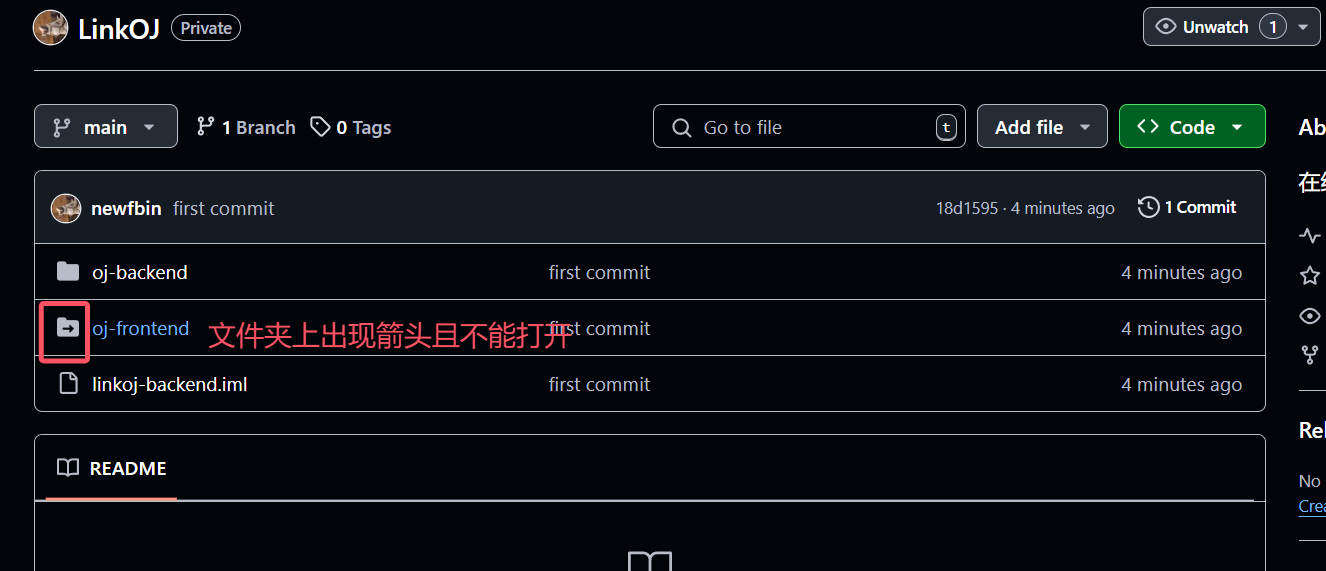 LinkOJ Private
Unwatch 1
main 1 Branch 0 Tags
Go to file t
Add file
Code
Ab
newfbin first commit
18d1595 · 4 minutes ago
1 Commit
oj-backend first commit 4 minutes ago
oj-frontend 文件夹上出现箭头且不能打开 first commit 4 minutes ago
linkoj-backend.iml first commit 4 minutes ago
Rel
No
Crea
README